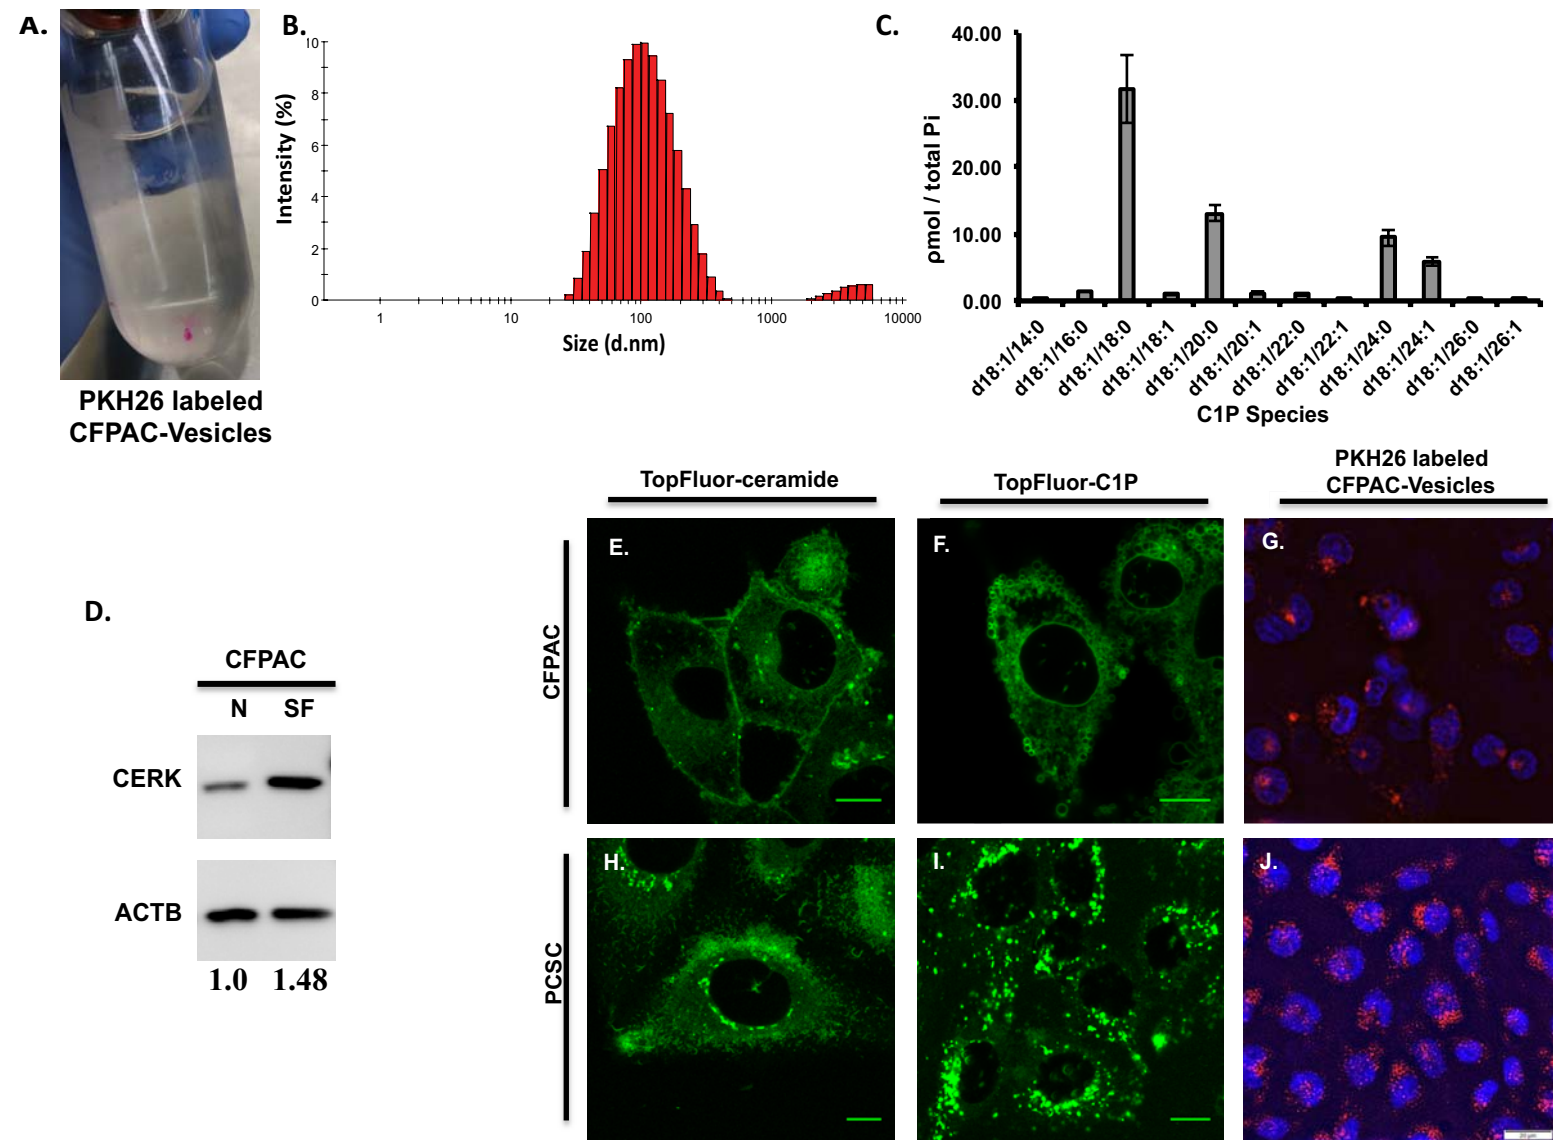 A.
PKH26 labeled
CFPAC-Vesicles
B.
Intensity (%)
10
8
6
4
2
0
1
10
100
1000
10000
Size (d.nm)
C.
ρmol / total Pi
40.00
30.00
20.00
10.00
0.00
d18:1/14:0
d18:1/16:0
d18:1/18:0
d18:1/18:1
d18:1/20:0
d18:1/20:1
d18:1/22:0
d18:1/22:1
d18:1/24:0
d18:1/24:1
d18:1/26:0
d18:1/26:1
C1P Species
D.
CFPAC
N SF
CERK
ACTB
1.0 1.48
TopFluor-ceramide
TopFluor-C1P
PKH26 labeled
CFPAC-Vesicles
CFPAC
E.
F.
G.
PCSC
H.
I.
J.